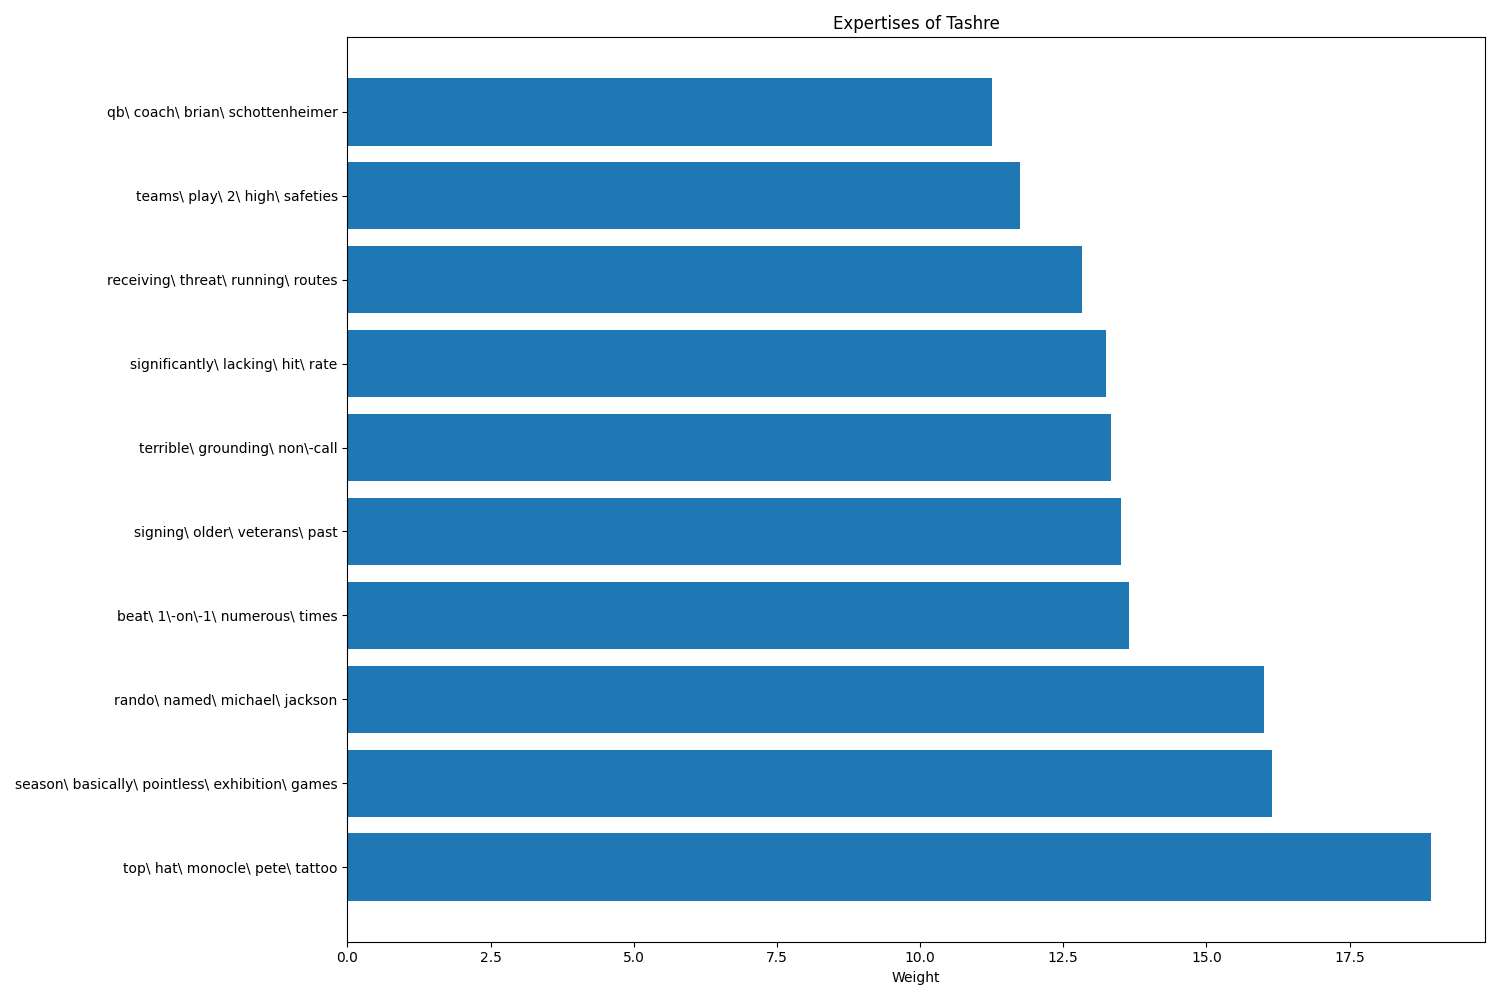 Expertises of Tashre
qb\ coach\ brian\ schottenheimer
teams\ play\ 2\ high\ safeties
receiving\ threat\ running\ routes
significantly\ lacking\ hit\ rate
terrible\ grounding\ non\-call
signing\ older\ veterans\ past
beat\ 1\-on\-1\ numerous\ times
rando\ named\ michael\ jackson
season\ basically\ pointless\ exhibition\ games
top\ hat\ monocle\ pete\ tattoo
0.0 2.5 5.0 7.5 10.0 12.5 15.0 17.5
Weight